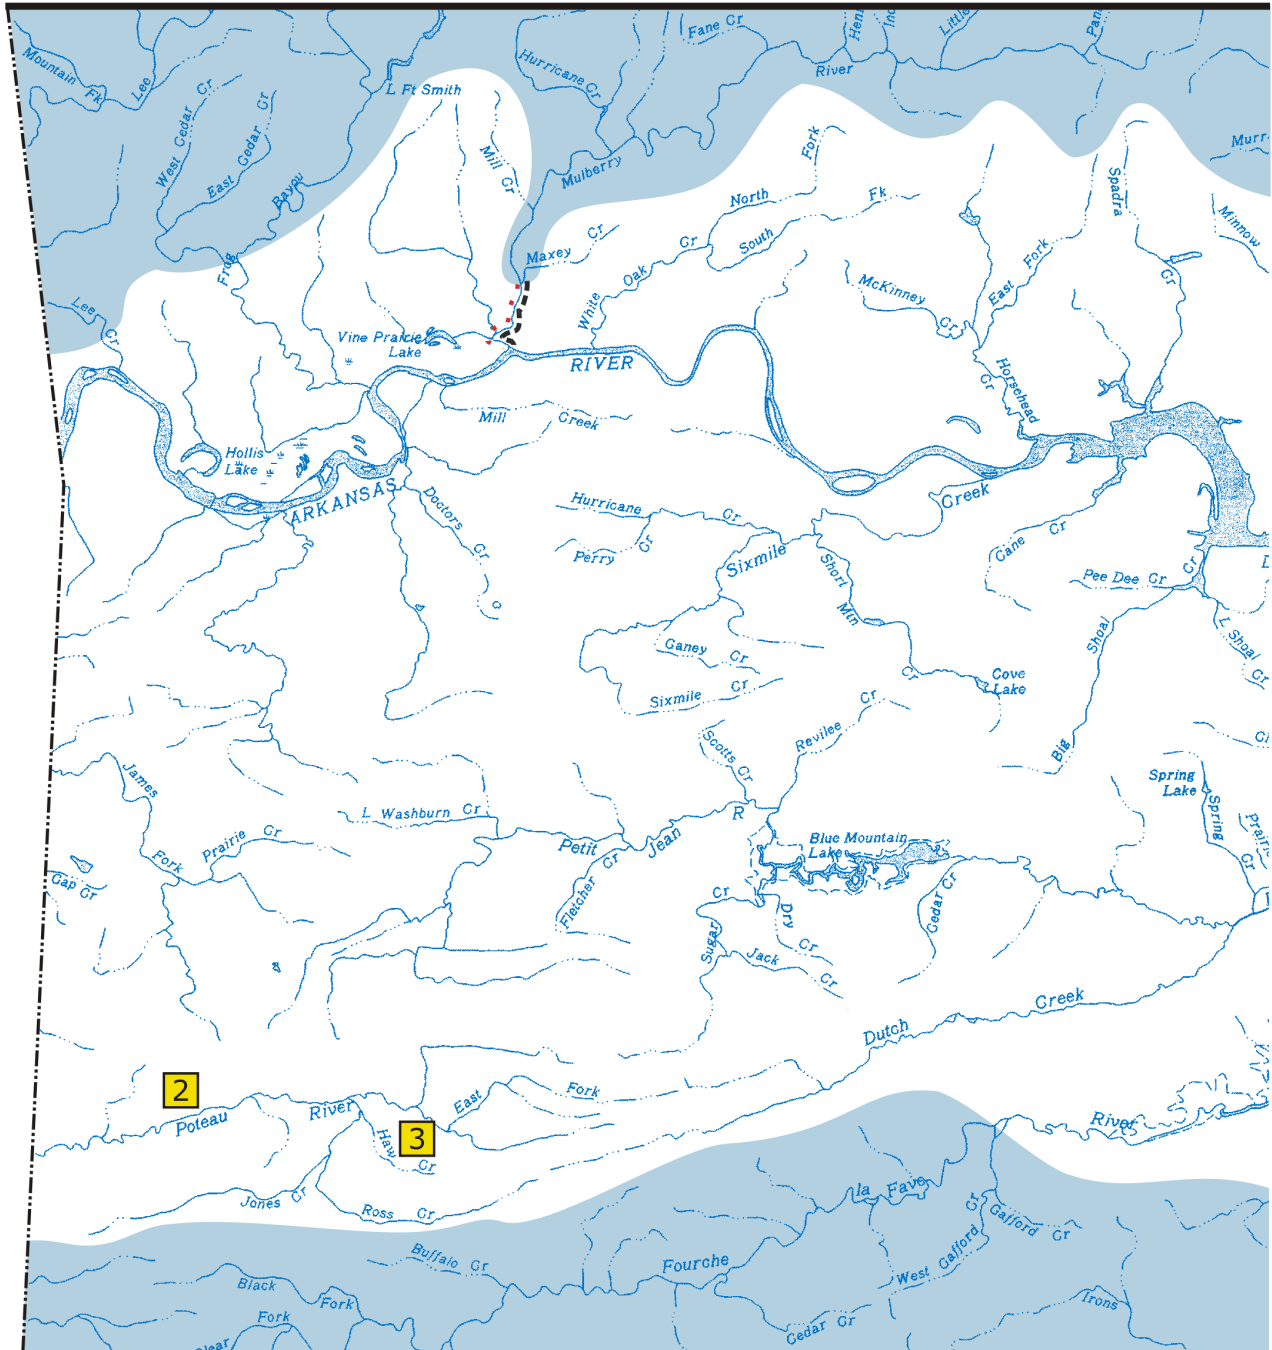 Fane Cr
Henr
Little
Pan
Mountain
Fk
Lee
Hurricane Cr
River
L Ft Smith
West Cedar Cr
East Cedar Cr
Mill Cr
Mulberry
Fork
Murr
Bayou
Frog
North
Fk
South
Spadra
Cr
Minnow
Maxey Cr
White Oak Cr
East Fork
McKinney
Cr
Lee Cr
Vine Prairie
Lake
RIVER
Horsehead
Cr
Mill Creek
Hollis
Lake
ARKANSAS
Doctors
Cr
Creek
Hurricane
Cr
Perry
Cr
Sixmile
Short
Mtn
Cr
Cane Cr
Pee Dee Cr
Cr
Shoal
Big
L Shoal
Cr
Ganey
Cr
Sixmile
Cr
Cove
Lake
Revilee
Cr
Scotts Cr
Spring
Lake
Spring
Cr
James
Fork
L Washburn Cr
R
Prairie Cr
Petit
Jean
Blue Mountain
Lake
Prairi
Gap Cr
Fletcher
Cr
Cr
Sugar
Dry
Cr
Cedar Cr
Jack
Cr
Dutch
Creek
2
Poteau
River
East
Fork
3
Haw
Cr
River
Jones Cr
Ross Cr
la Fave
Cr
Gafford
Cr
West Gafford
Buffalo Cr
Fourche
Black
Fork
Fork
Cedar Cr
Irons